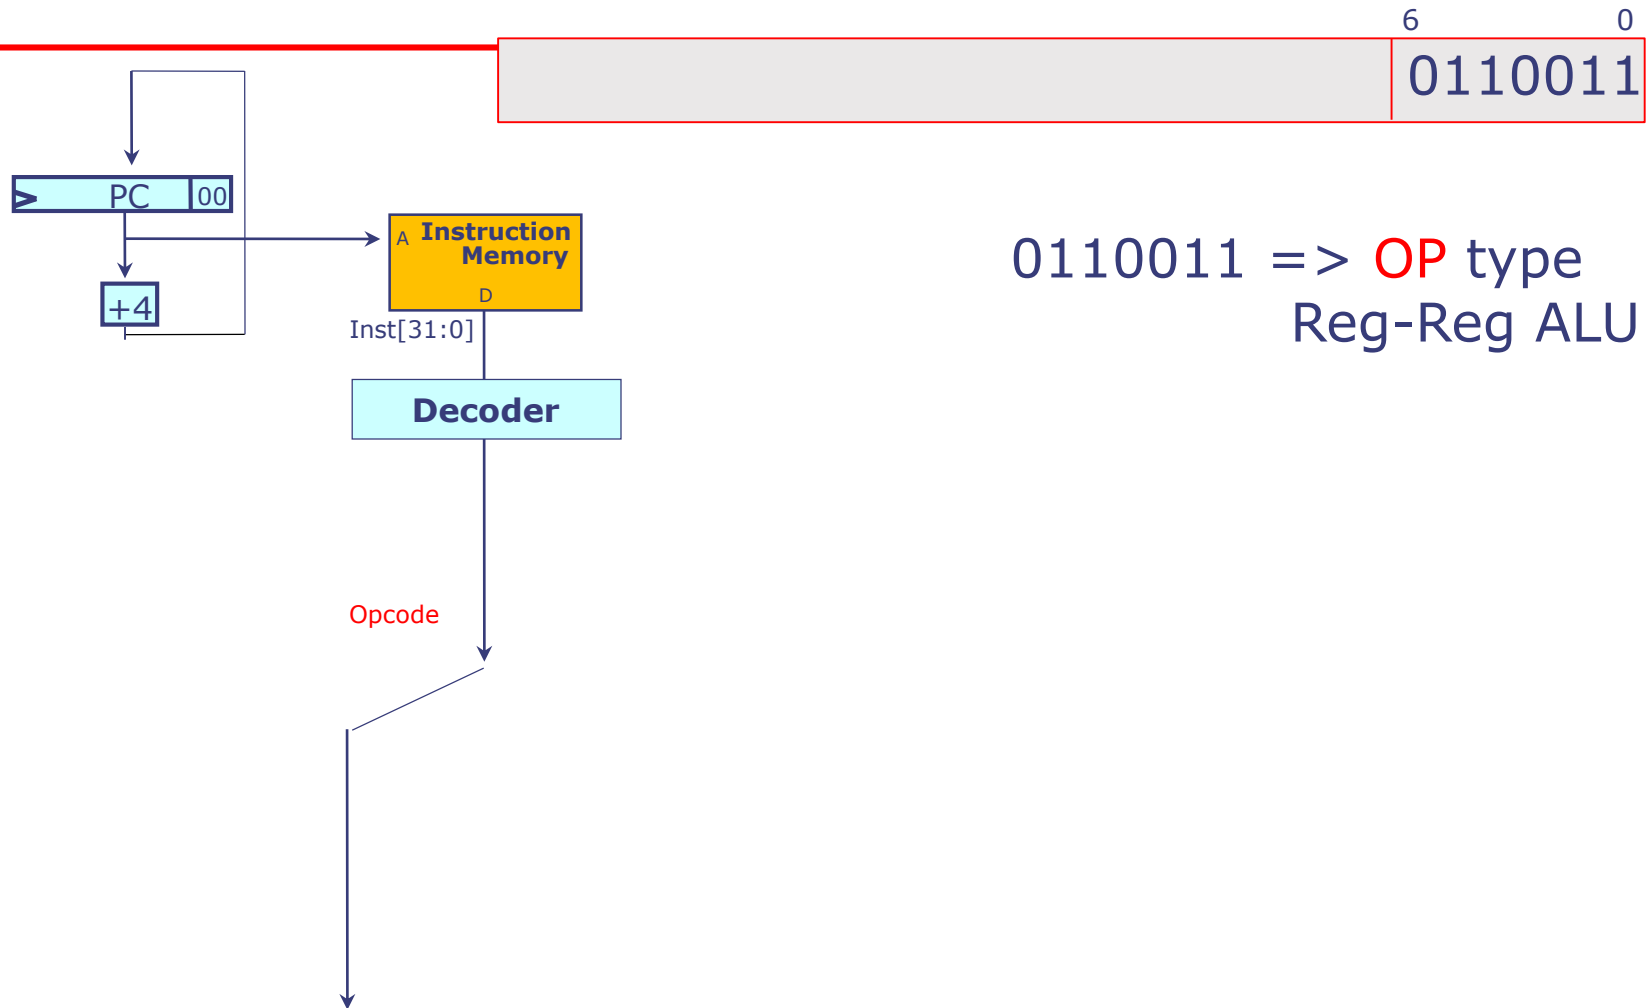 6 0
0110011
PC 00
A Instruction
Memory
D
+4
Inst[31:0]
0110011 => OP type
Reg-Reg ALU
Decoder
Opcode